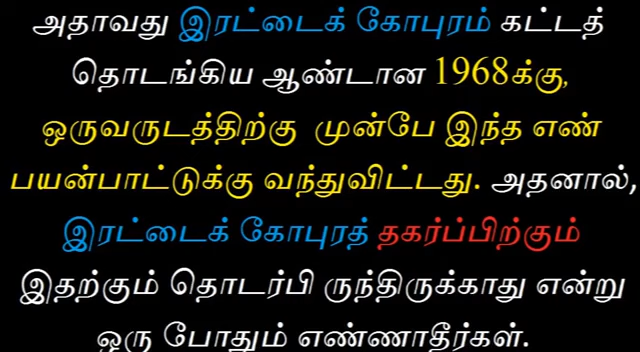 அதாவது இரட்டைக் கோபுரம் கட்டத்
தொடங்கிய ஆண்டான 1968க்கு,
ஒருவருடத்திற்கு முன்பே இந்த எண்
பயன்பாட்டுக்கு வந்துவிட்டது. அதனால்,
இரட்டைக் கோபுரத் தகர்ப்பிற்கும்
இதற்கும் தொடர்பி ருந்திருக்காது என்று
ஒரு போதும் எண்ணாதீர்கள்.